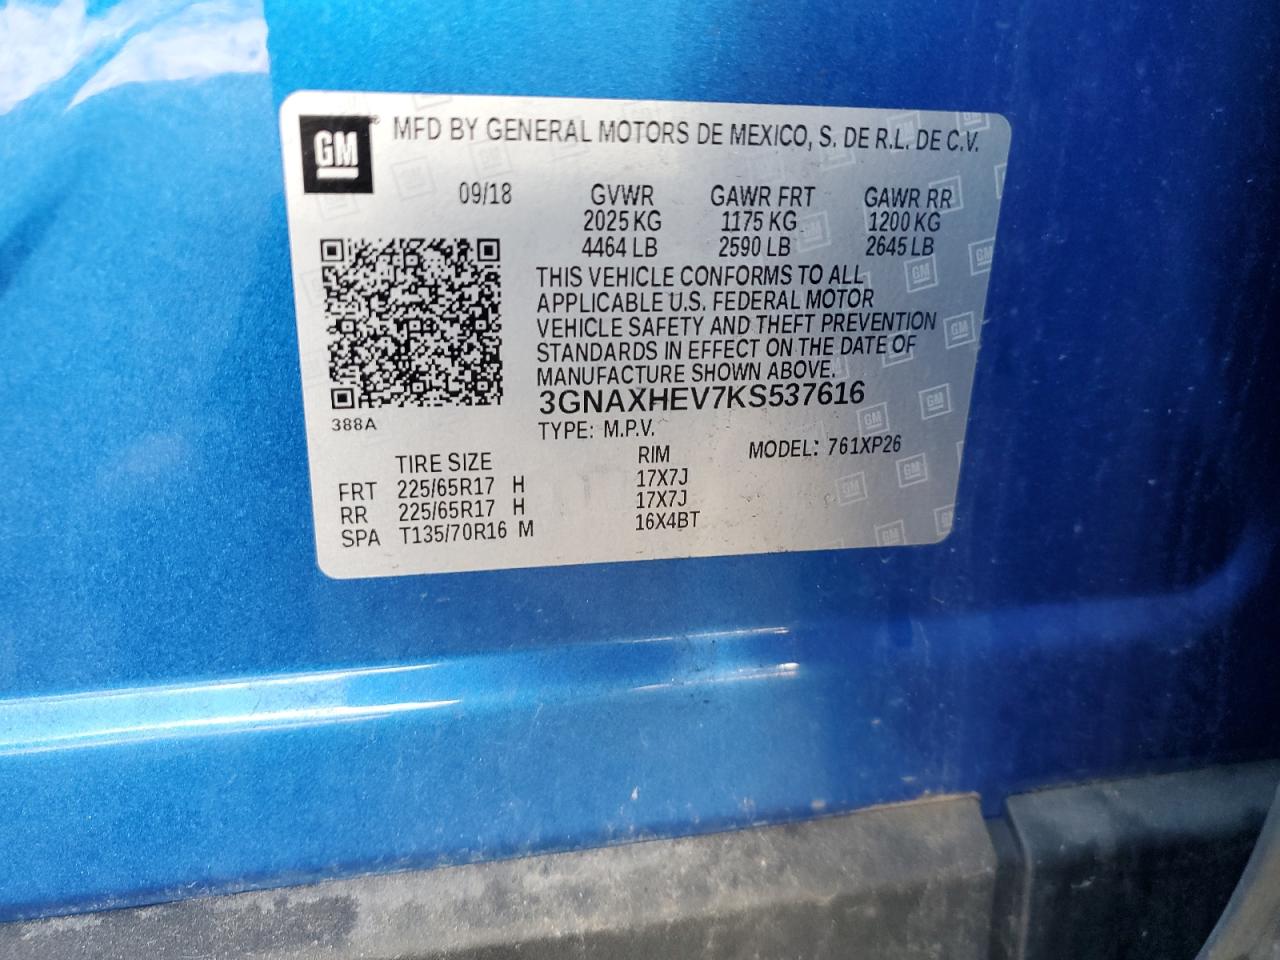 GM® MFD BY GENERAL MOTORS DE MEXICO, S. DE R.L. DE C.V.
09/18 GVWR GAWR FRT GAWR RR
2025 KG 1175 KG 1200 KG
4464 LB 2590 LB 2645 LB
THIS VEHICLE CONFORMS TO ALL
APPLICABLE U.S. FEDERAL MOTOR
VEHICLE SAFETY AND THEFT PREVENTION
STANDARDS IN EFFECT ON THE DATE OF
MANUFACTURE SHOWN ABOVE.
3GNAXHEV7KS537616
388A
TYPE: M.P.V. MODEL: 761XP26
TIRE SIZE RIM
FRT 225/65R17 H 17X7J
RR 225/65R17 H 17X7J
SPA T135/70R16 M 16X4BT